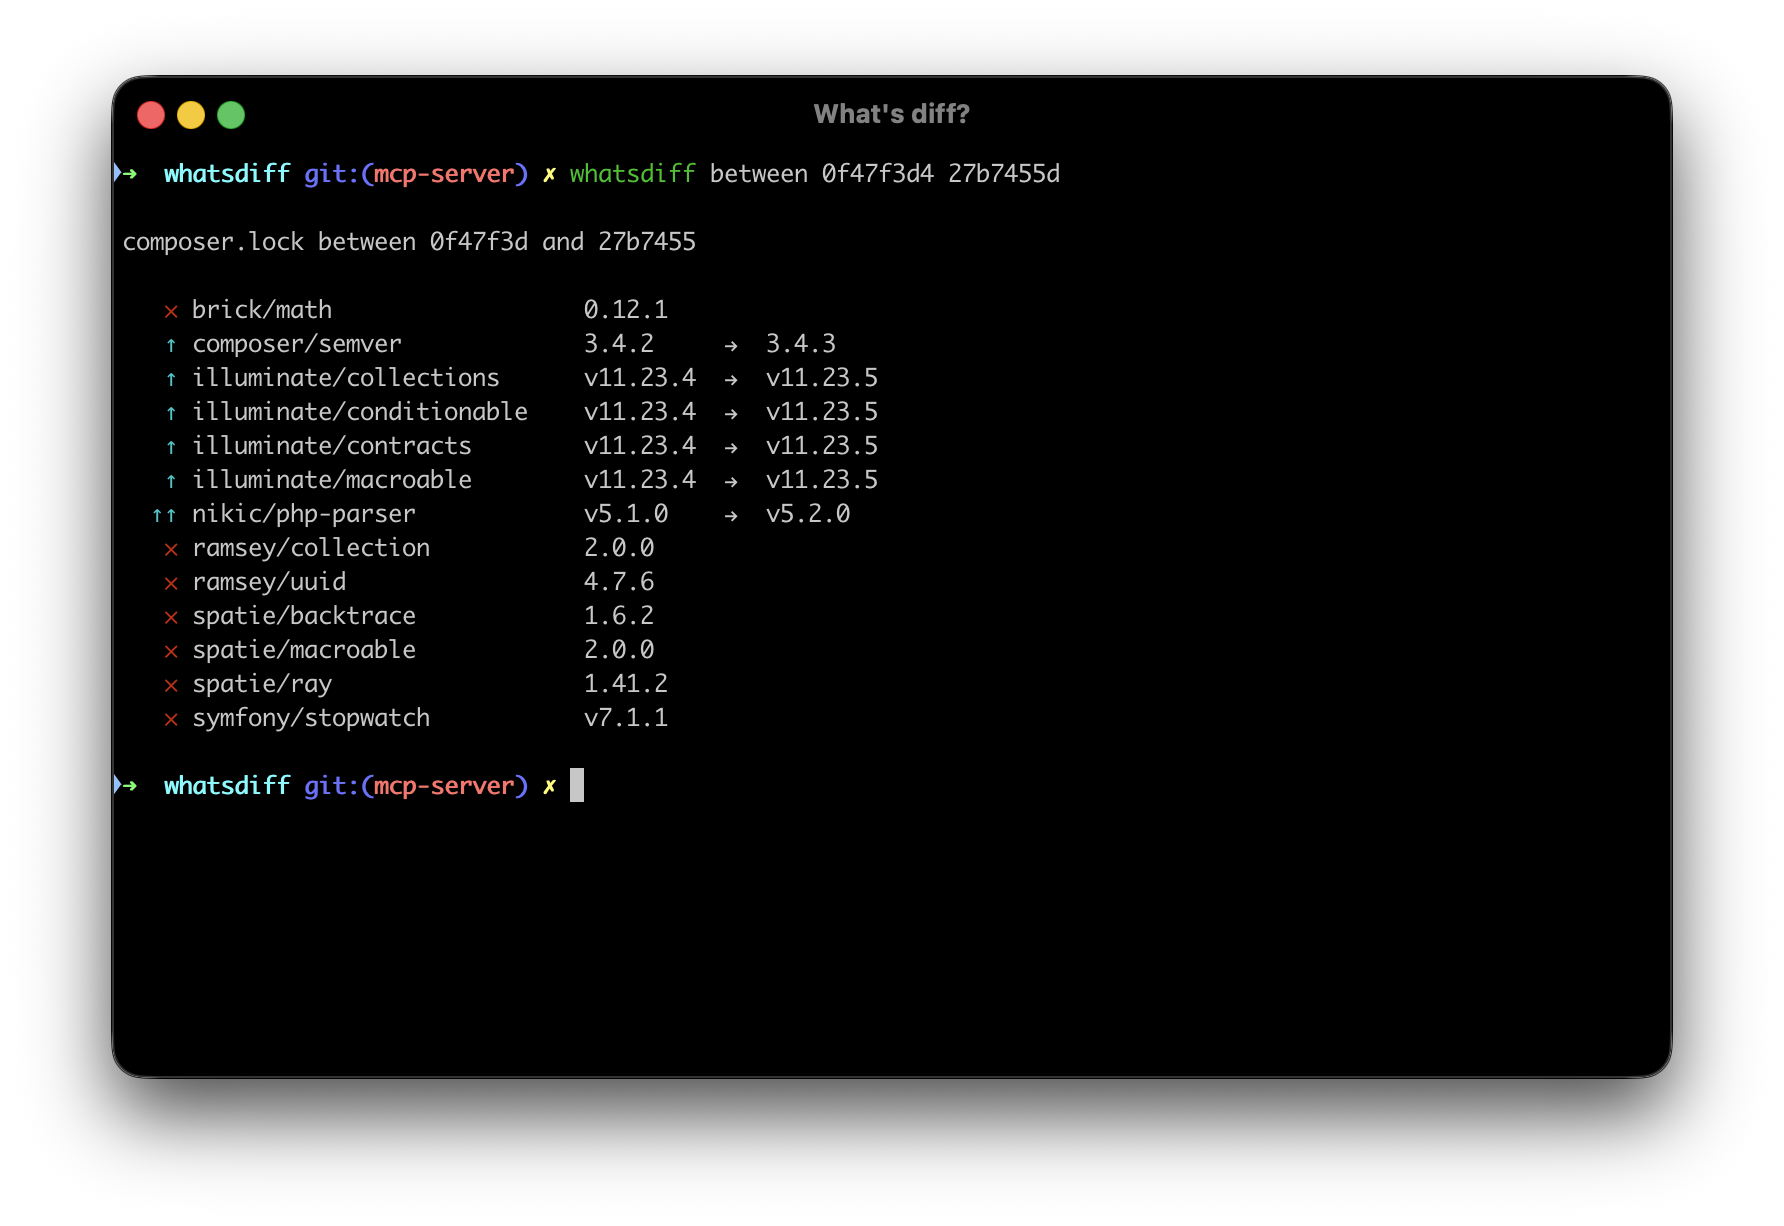 What's diff?
➜ whatsdiff git:(mcp-server) ✗ whatsdiff between 0f47f3d4 27b7455d
composer.lock between 0f47f3d and 27b7455
× brick/math 0.12.1
↑ composer/semver 3.4.2 → 3.4.3
↑ illuminate/collections v11.23.4 → v11.23.5
↑ illuminate/conditionable v11.23.4 → v11.23.5
↑ illuminate/contracts v11.23.4 → v11.23.5
↑ illuminate/macroable v11.23.4 → v11.23.5
↑↑ nikic/php-parser v5.1.0 → v5.2.0
× ramsey/collection 2.0.0
× ramsey/uuid 4.7.6
× spatie/backtrace 1.6.2
× spatie/macroable 2.0.0
× spatie/ray 1.41.2
× symfony/stopwatch v7.1.1
➜ whatsdiff git:(mcp-server) ✗